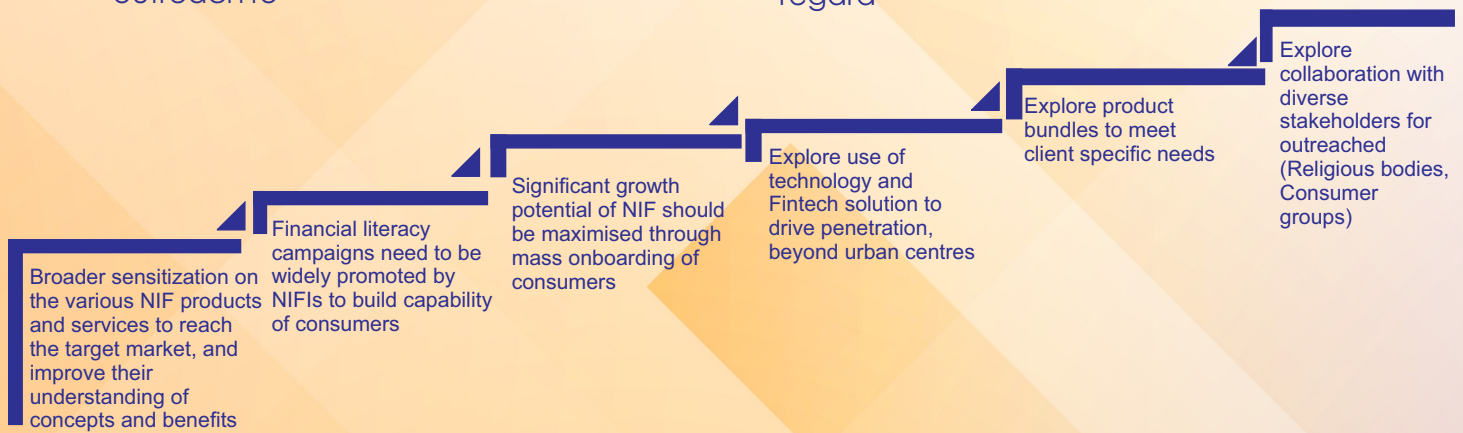 regard
Broader sensitization on
the various NIF products
and services to reach
the target market, and
improve their
understanding of
concepts and benefits
Financial literacy
campaigns need to be
widely promoted by
NIFIs to build capability
of consumers
Significant growth
potential of NIF should
be maximised through
mass onboarding of
consumers
Explore use of
technology and
Fintech solution to
drive penetration,
beyond urban centres
Explore product
bundles to meet
client specific needs
Explore
collaboration with
diverse
stakeholders for
outreached
(Religious bodies,
Consumer
groups)